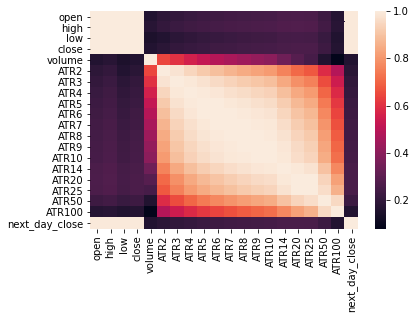 open
high
low
close
volume
ATR2
ATR3
ATR4
ATR5
ATR6
ATR7
ATR8
ATR9
ATR10
ATR14
ATR20
ATR25
ATR50
ATR100
next_day_close
open
high
low
close
volume
ATR2
ATR3
ATR4
ATR5
ATR6
ATR7
ATR8
ATR9
ATR10
ATR14
ATR20
ATR25
ATR50
ATR100
next_day_close
1.0
0.8
0.6
0.4
0.2